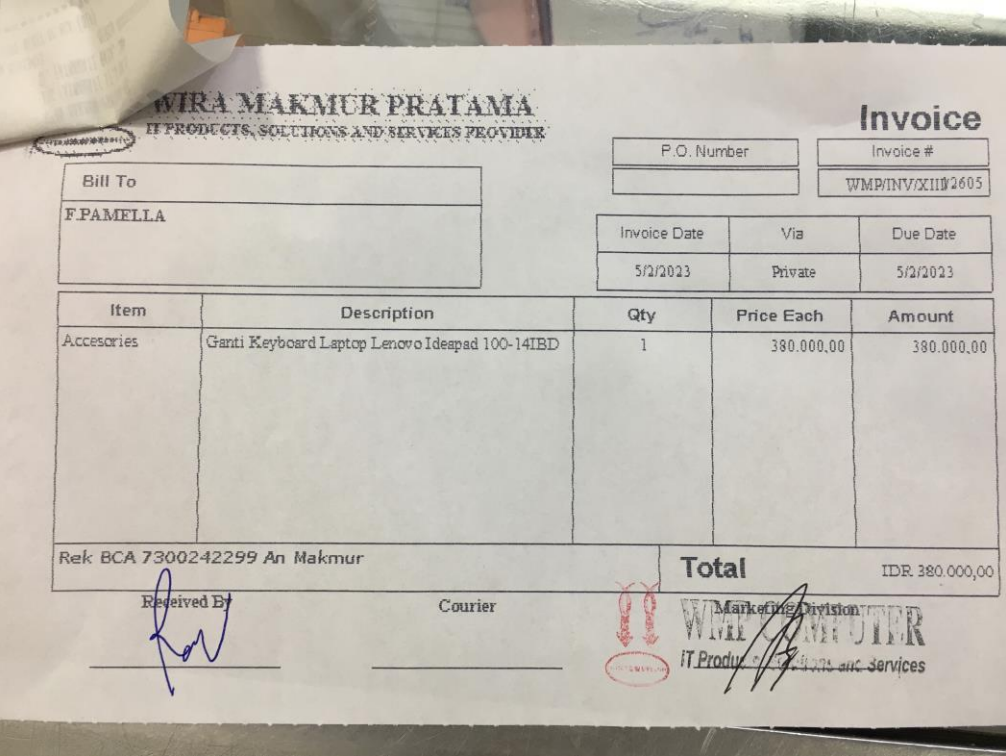 WIRA MAKMUR PRATAMA
IT PRODUCTS, SOLUTIONS AND SERVICES PROVIDER
Invoice
P.O. Number
Invoice #
WMP/INV/XIII/2605
Bill To
F.PAMELLA
Invoice Date Via Due Date
5/2/2023 Private 5/2/2023
Item Description Qty Price Each Amount
Accesories Ganti Keyboard Laptop Lenovo Ideapad 100-14IBD 1 380.000,00 380.000,00
Rek BCA 7300242299 An Makmur
Total IDR 380.000,00
Received By Courier Marketing Division
WMP COMPUTER
IT Produc and Services